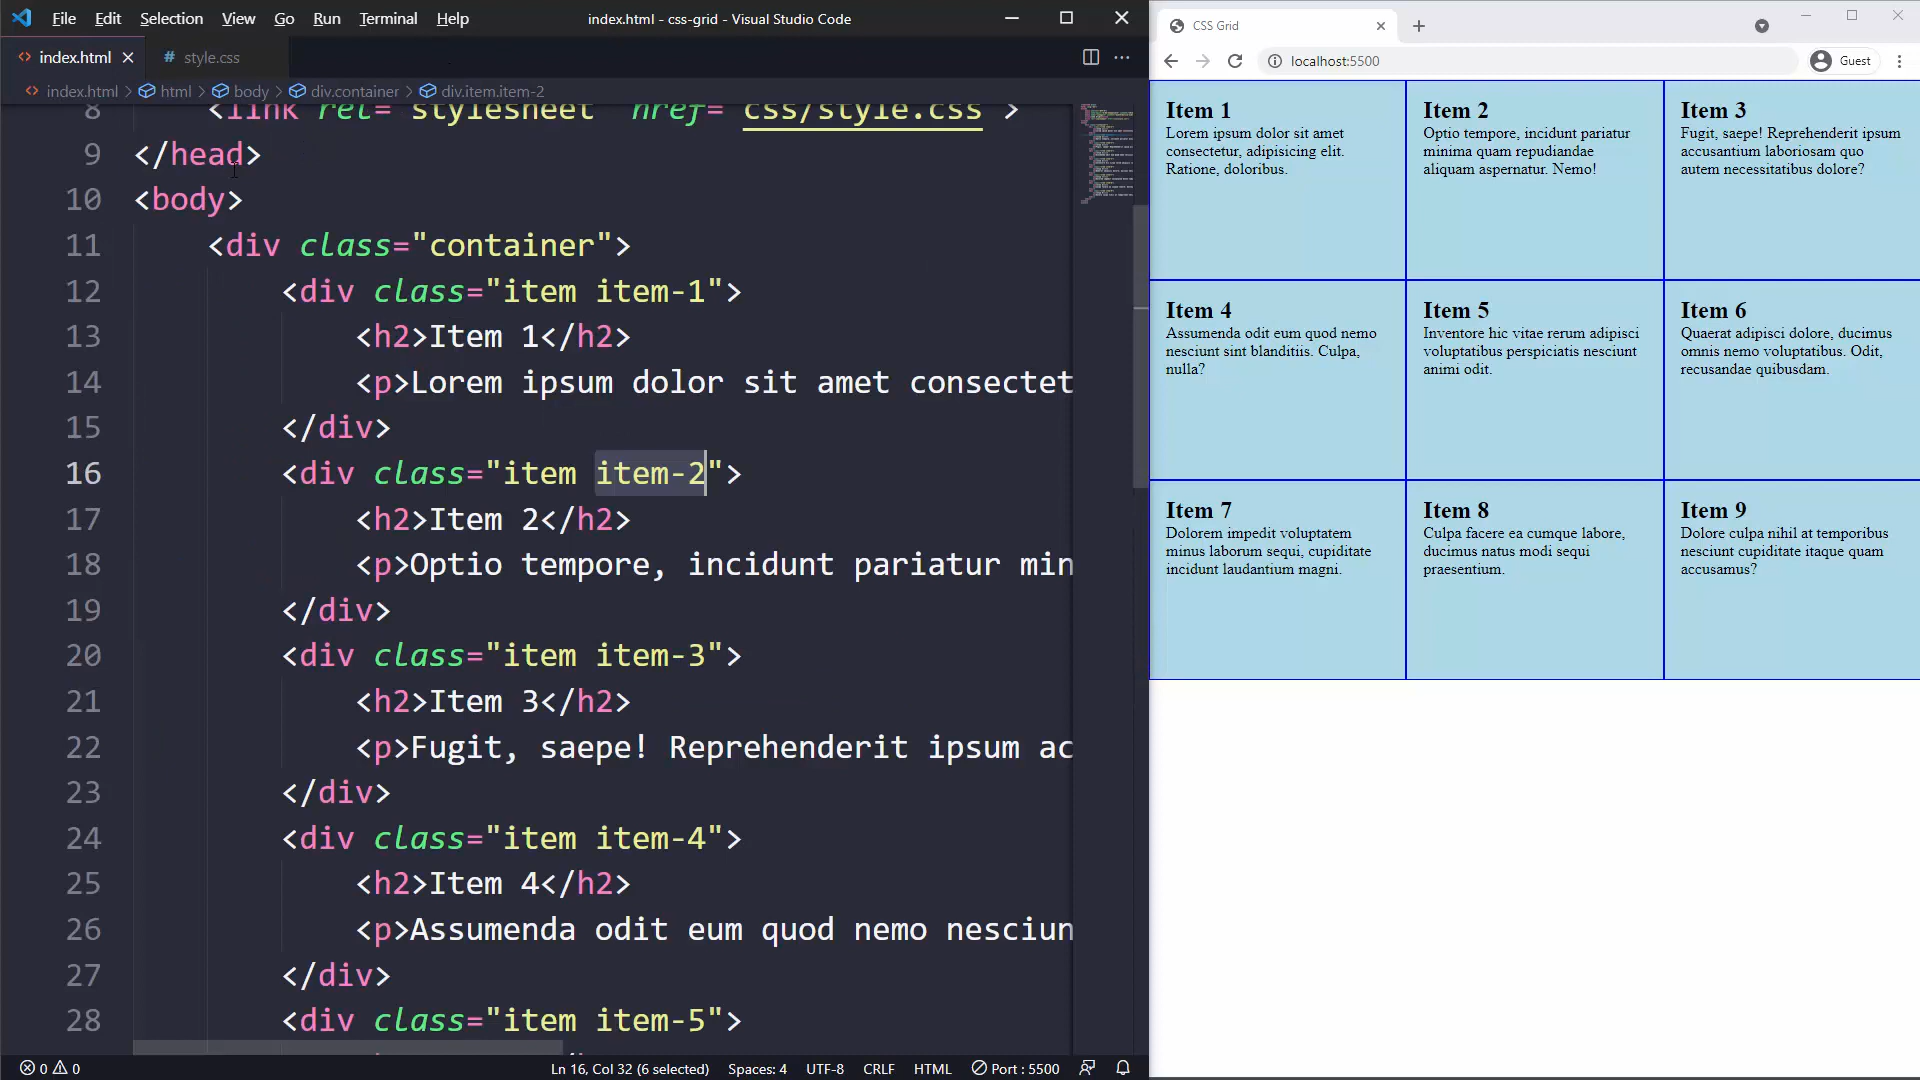 File Edit Selection View Go Run Terminal Help
index.html - css-grid - Visual Studio Code
index.html
# style.css
index.html > html > body > div.container > div.item.item-2
8 <link rel="stylesheet" href="css/style.css">
9 </head>
10 <body>
11 <div class="container">
12 <div class="item item-1">
13 <h2>Item 1</h2>
14 <p>Lorem ipsum dolor sit amet consectet
15 </div>
16 <div class="item item-2">
17 <h2>Item 2</h2>
18 <p>Optio tempore, incidunt pariatur min
19 </div>
20 <div class="item item-3">
21 <h2>Item 3</h2>
22 <p>Fugit, saepe! Reprehenderit ipsum ac
23 </div>
24 <div class="item item-4">
25 <h2>Item 4</h2>
26 <p>Assumenda odit eum quod nemo nesciun
27 </div>
28 <div class="item item-5">
0 0
Ln 16, Col 32 (6 selected) Spaces: 4 UTF-8 CRLF HTML Port : 5500
CSS Grid
localhost:5500
Guest
Item 1
Lorem ipsum dolor sit amet
consectetur, adipisicing elit.
Ratione, doloribus.
Item 2
Optio tempore, incidunt pariatur
minima quam repudiandae
aliquam aspernatur. Nemo!
Item 3
Fugit, saepe! Reprehenderit ipsum
accusantium laboriosam quo
autem necessitatibus dolore?
Item 4
Assumenda odit eum quod nemo
nesciunt sint blanditiis. Culpa,
nulla?
Item 5
Inventore hic vitae rerum adipisci
voluptatibus perspiciatis nesciunt
animi odit.
Item 6
Quaerat adipisci dolore, ducimus
omnis nemo voluptatibus. Odit,
recusandae quibusdam.
Item 7
Dolorem impedit voluptatem
minus laborum sequi, cupiditate
incidunt laudantium magni.
Item 8
Culpa facere ea cumque labore,
ducimus natus modi sequi
praesentium.
Item 9
Dolore culpa nihil at temporibus
nesciunt cupiditate itaque quam
accusamus?